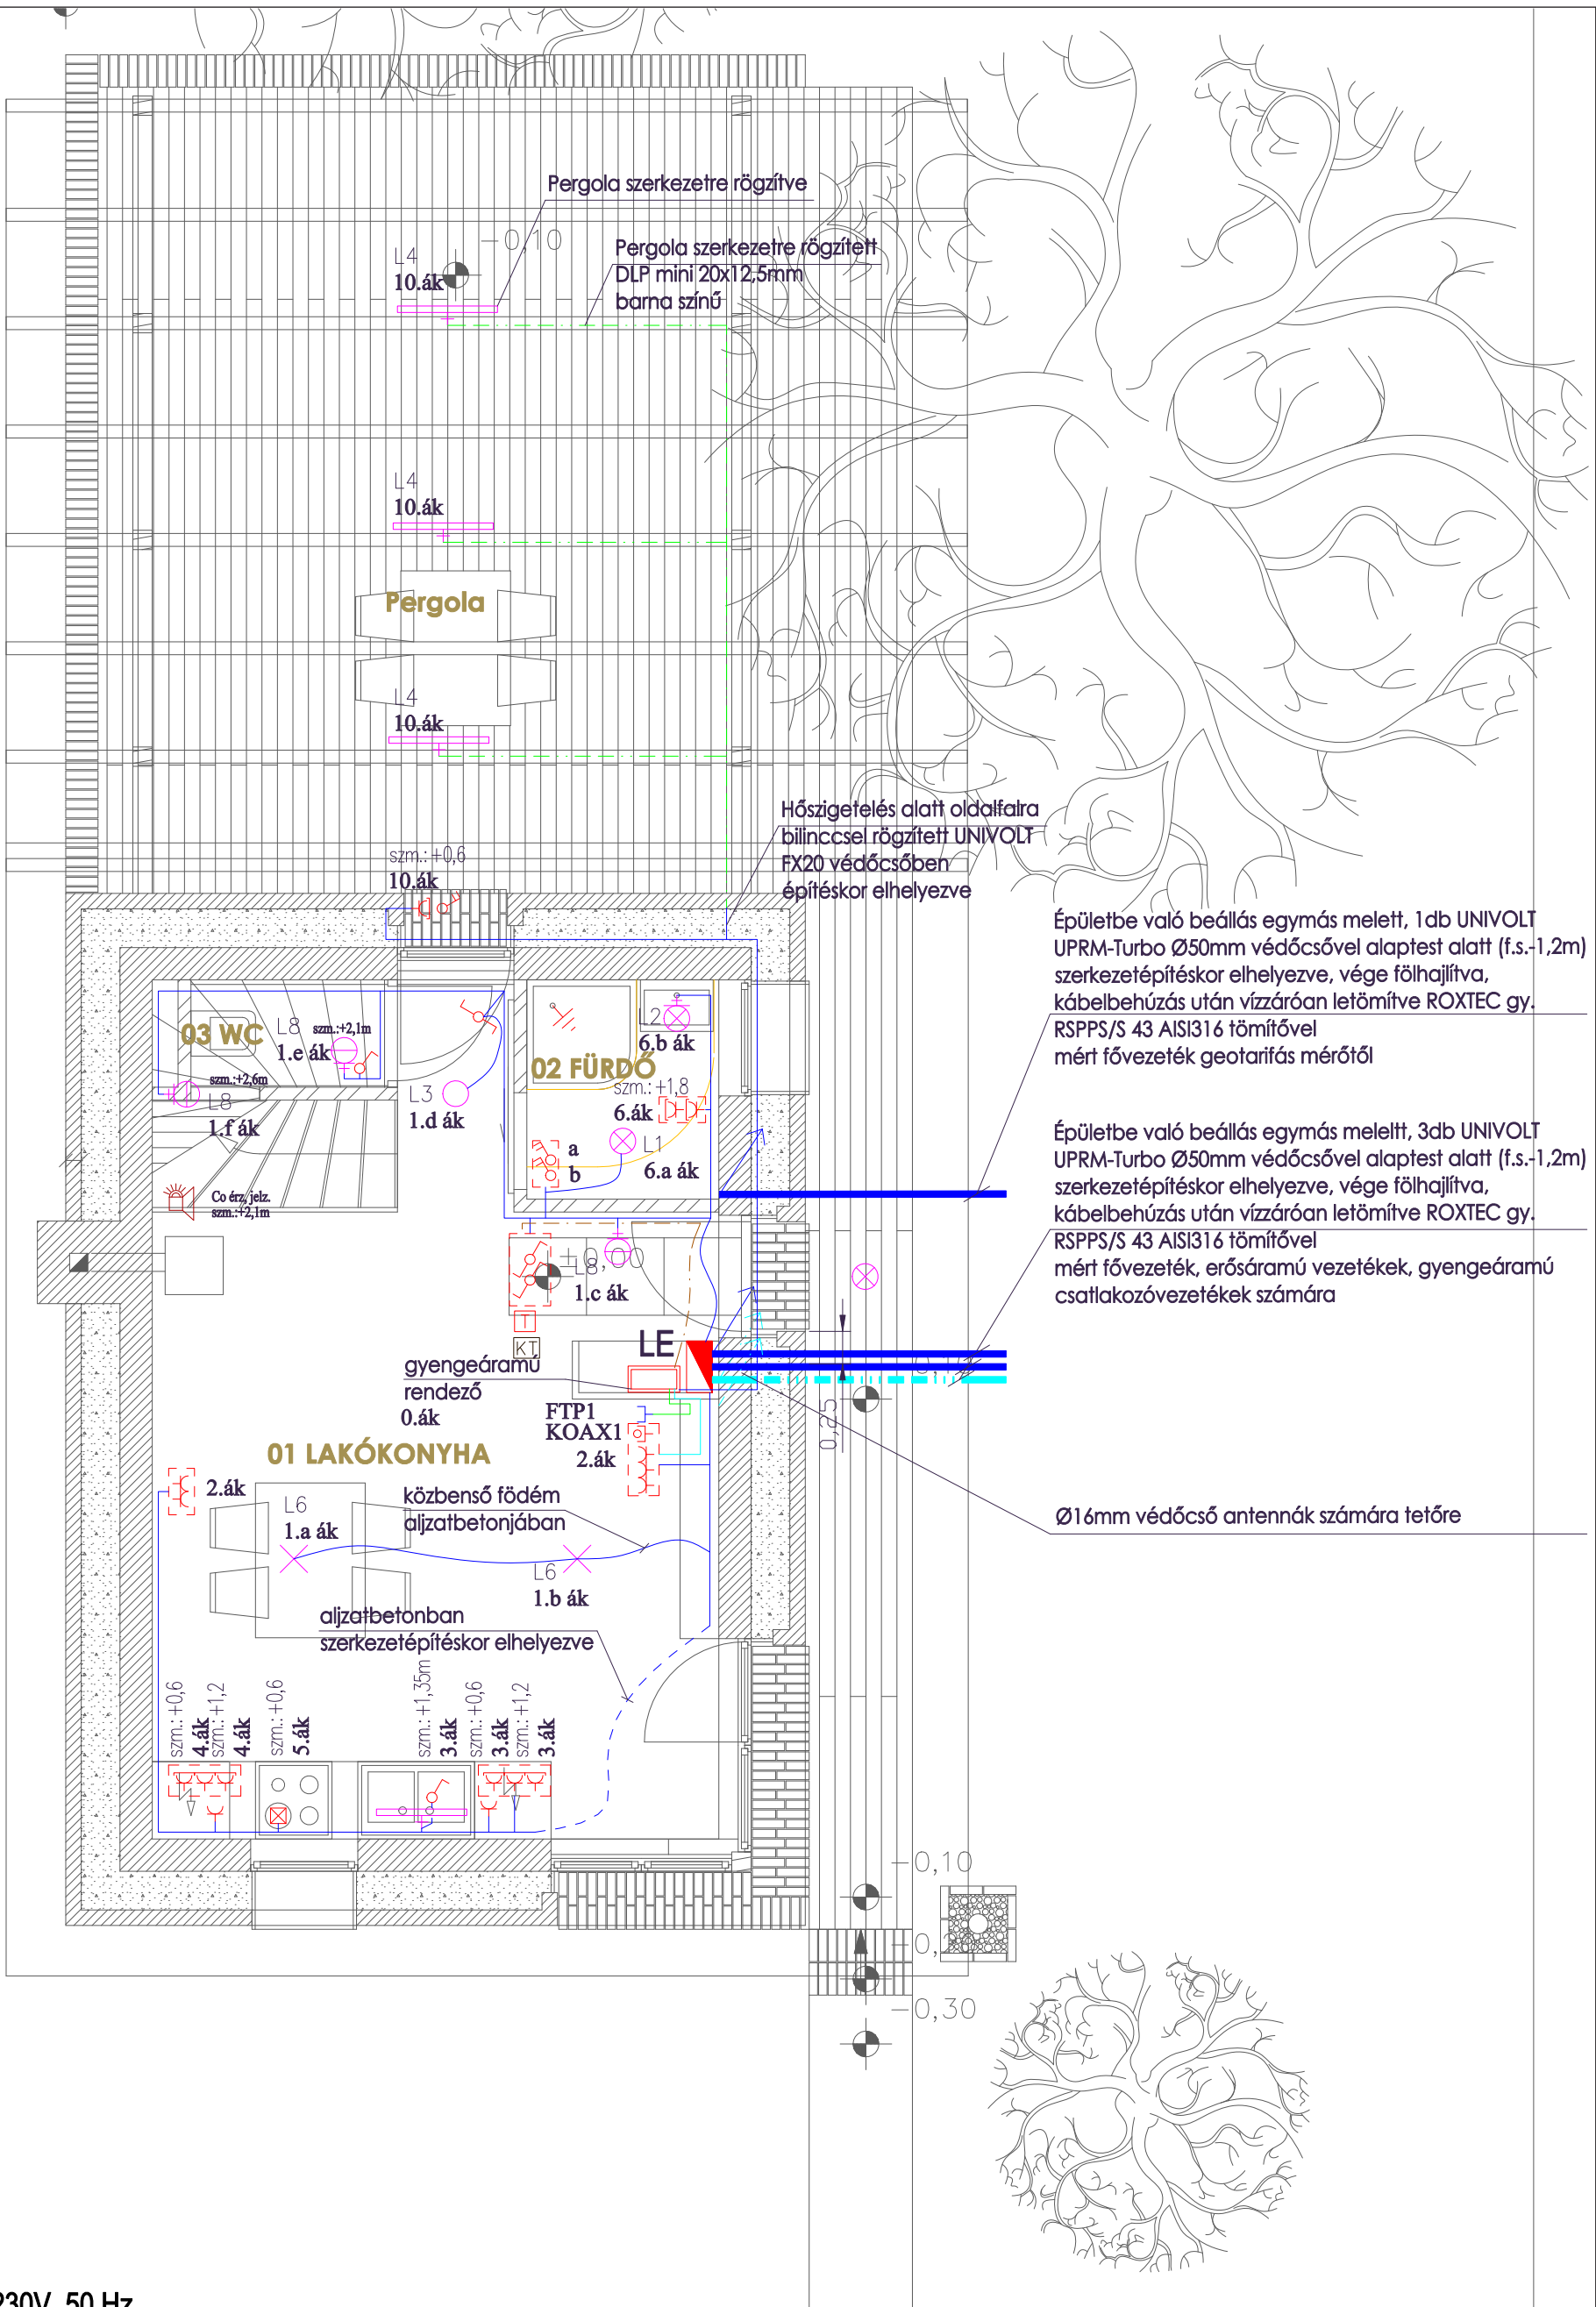 Pergola szerkezetre rögzítve
-0,10
Pergola szerkezetre rögzített
DLP mini 20x12,5mm
barna színű
L4
10.ák
L4
10.ák
Pergola
L4
10.ák
Hőszigetelés alatt oldalfalra
bilinccsel rögzített UNIVOLT
FX20 védőcsőben
építéskor elhelyezve
szm.: +0,6
10.ák
Épületbe való beállás egymás melett, 1db UNIVOLT
UPRM-Turbo Ø50mm védőcsővel alaptest alatt (f.s.-1,2m)
szerkezetépítéskor elhelyezve, vége fölhajlítva,
kábelbehúzás után vízzáróan letömítve ROXTEC gy.
RSPPS/S 43 AISI316 tömítővel
mért fővezeték geotarifás mérőtől
03 WC
L8
szm.:+2,1m
1.e ák
szm.:+2,6m
L8
1.f ák
L3
1.d ák
L2
6.b ák
02 FÜRDŐ
szm.: +1,8
6.ák
a
b
L1
6.a ák
Co érz. jelz.
szm.:+2,1m
Épületbe való beállás egymás meleltt, 3db UNIVOLT
UPRM-Turbo Ø50mm védőcsővel alaptest alatt (f.s.-1,2m)
szerkezetépítéskor elhelyezve, vége fölhajlítva,
kábelbehúzás után vízzáróan letömítve ROXTEC gy.
RSPPS/S 43 AISI316 tömítővel
mért fővezeték, erősáramú vezetékek, gyengeáramú
csatlakozóvezetékek számára
±0,00
L8
1.c ák
T
KT
LE
gyengeáramú
rendező
0.ák
FTP1
KOAX1
2.ák
0,25
01 LAKÓKONYHA
2.ák
L6
1.a ák
közbenső födém
aljzatbetonjában
L6
1.b ák
Ø16mm védőcső antennák számára tetőre
aljzatbetonban
szerkezetépítéskor elhelyezve
szm.: +0,6
4.ák
szm.: +1,2
4.ák
szm.: +0,6
5.ák
szm.: +1,35m
3.ák
szm.: +0,6
3.ák
szm.: +1,2
3.ák
-0,10
-0,30
230V, 50 Hz